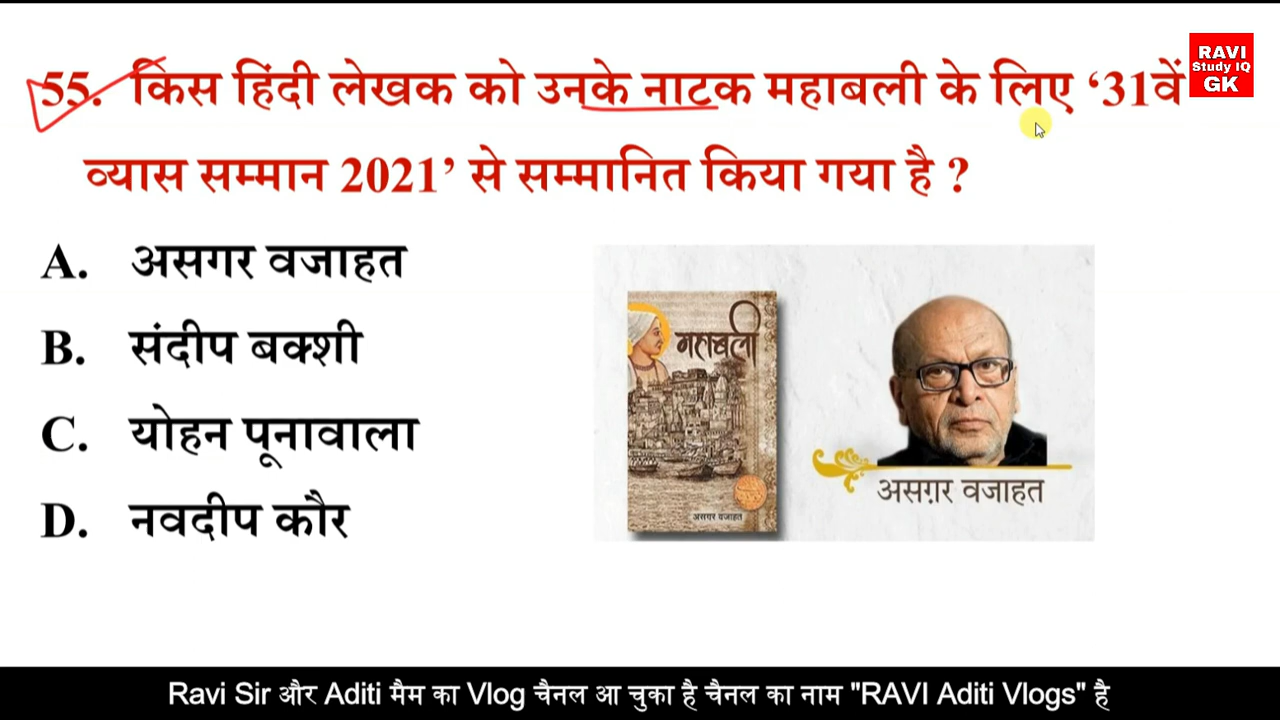 RAVI
Study IQ
GK
55. किस हिंदी लेखक को उनके नाटक महाबली के लिए ‘31वें
व्यास सम्मान 2021’ से सम्मानित किया गया है ?
A. असगर वजाहत
B. संदीप बक्शी
C. योहन पूनावाला
D. नवदीप कौर
महाबली
असग़र वजाहत
असग़र वजाहत
Ravi Sir और Aditi मैम का Vlog चैनल आ चुका है चैनल का नाम "RAVI Aditi Vlogs" है